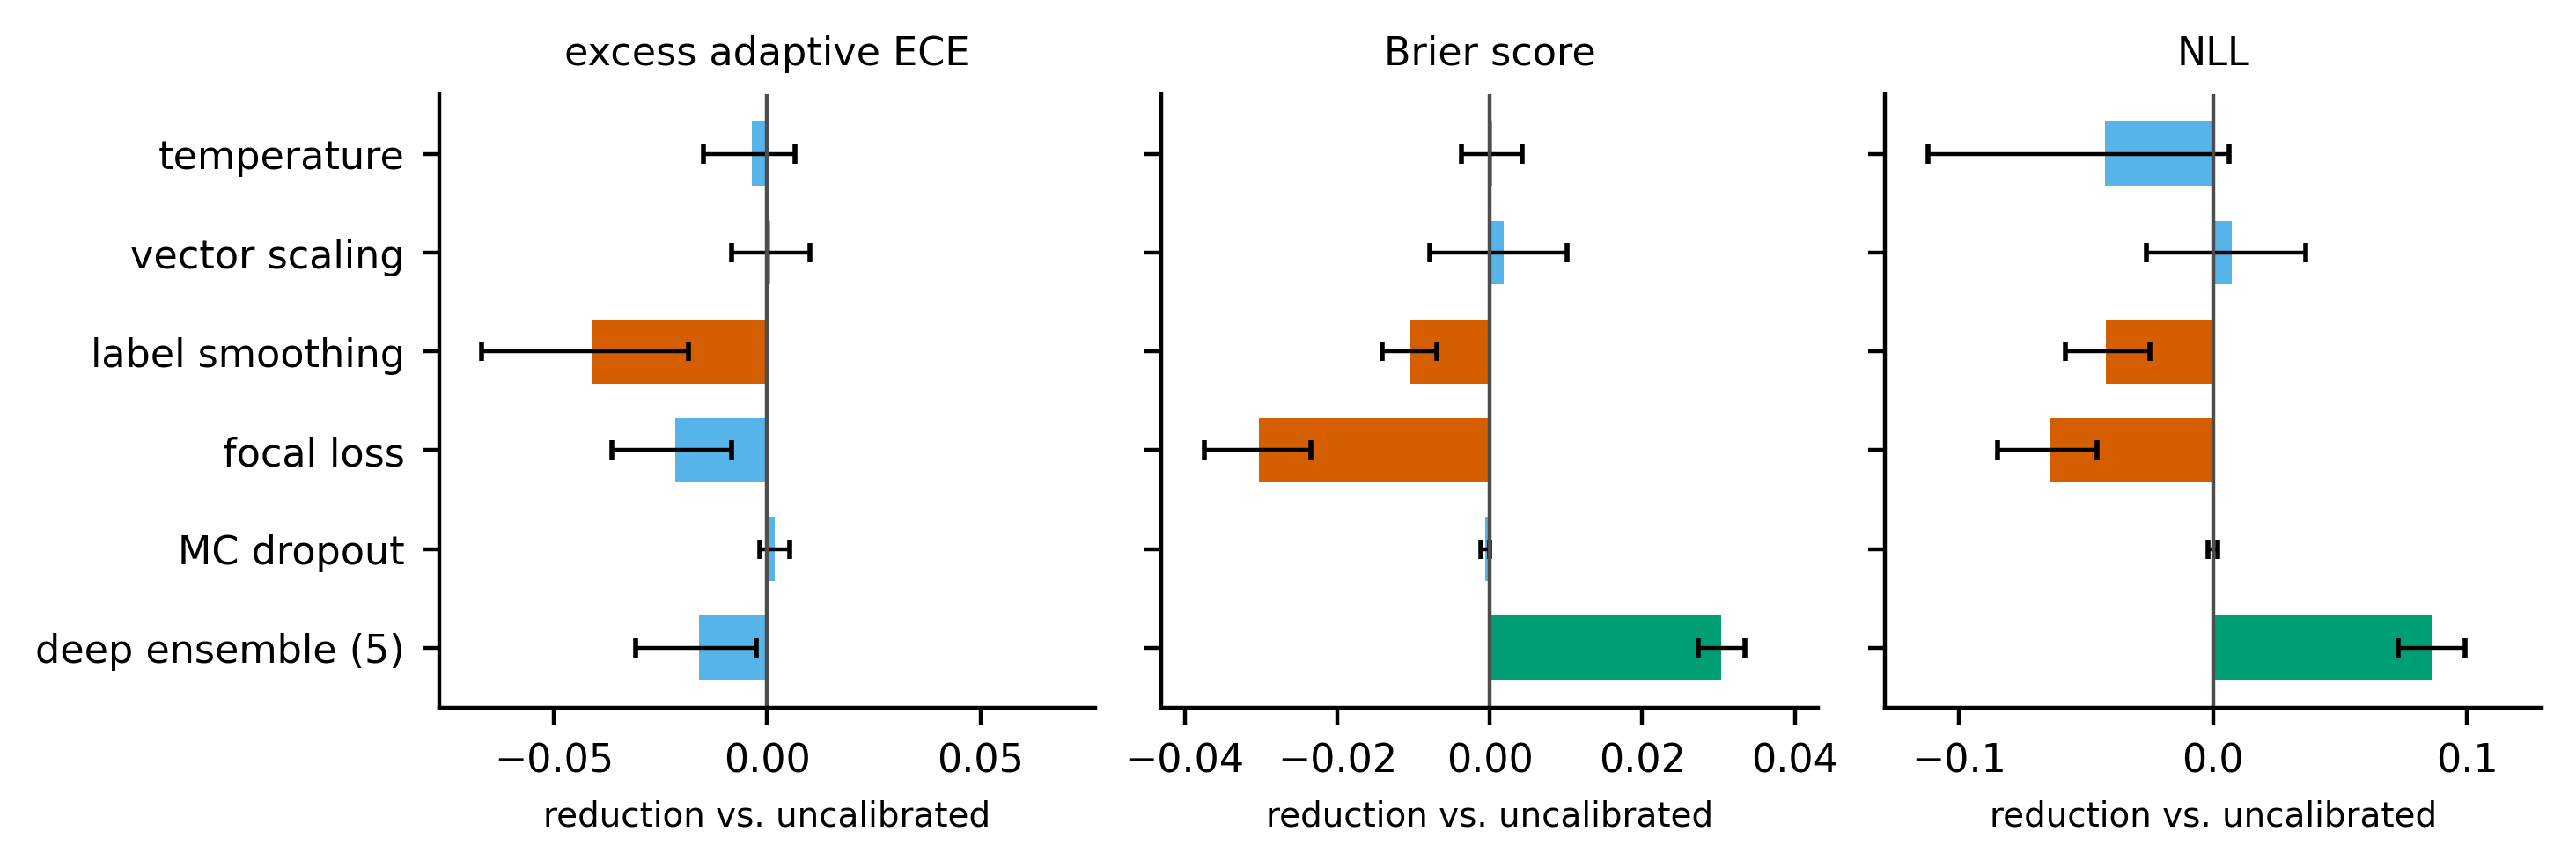 excess adaptive ECE
Brier score
NLL
temperature
vector scaling
label smoothing
focal loss
MC dropout
deep ensemble (5)
−0.05 0.00 0.05
−0.04 −0.02 0.00 0.02 0.04
−0.1 0.0 0.1
reduction vs. uncalibrated
reduction vs. uncalibrated
reduction vs. uncalibrated